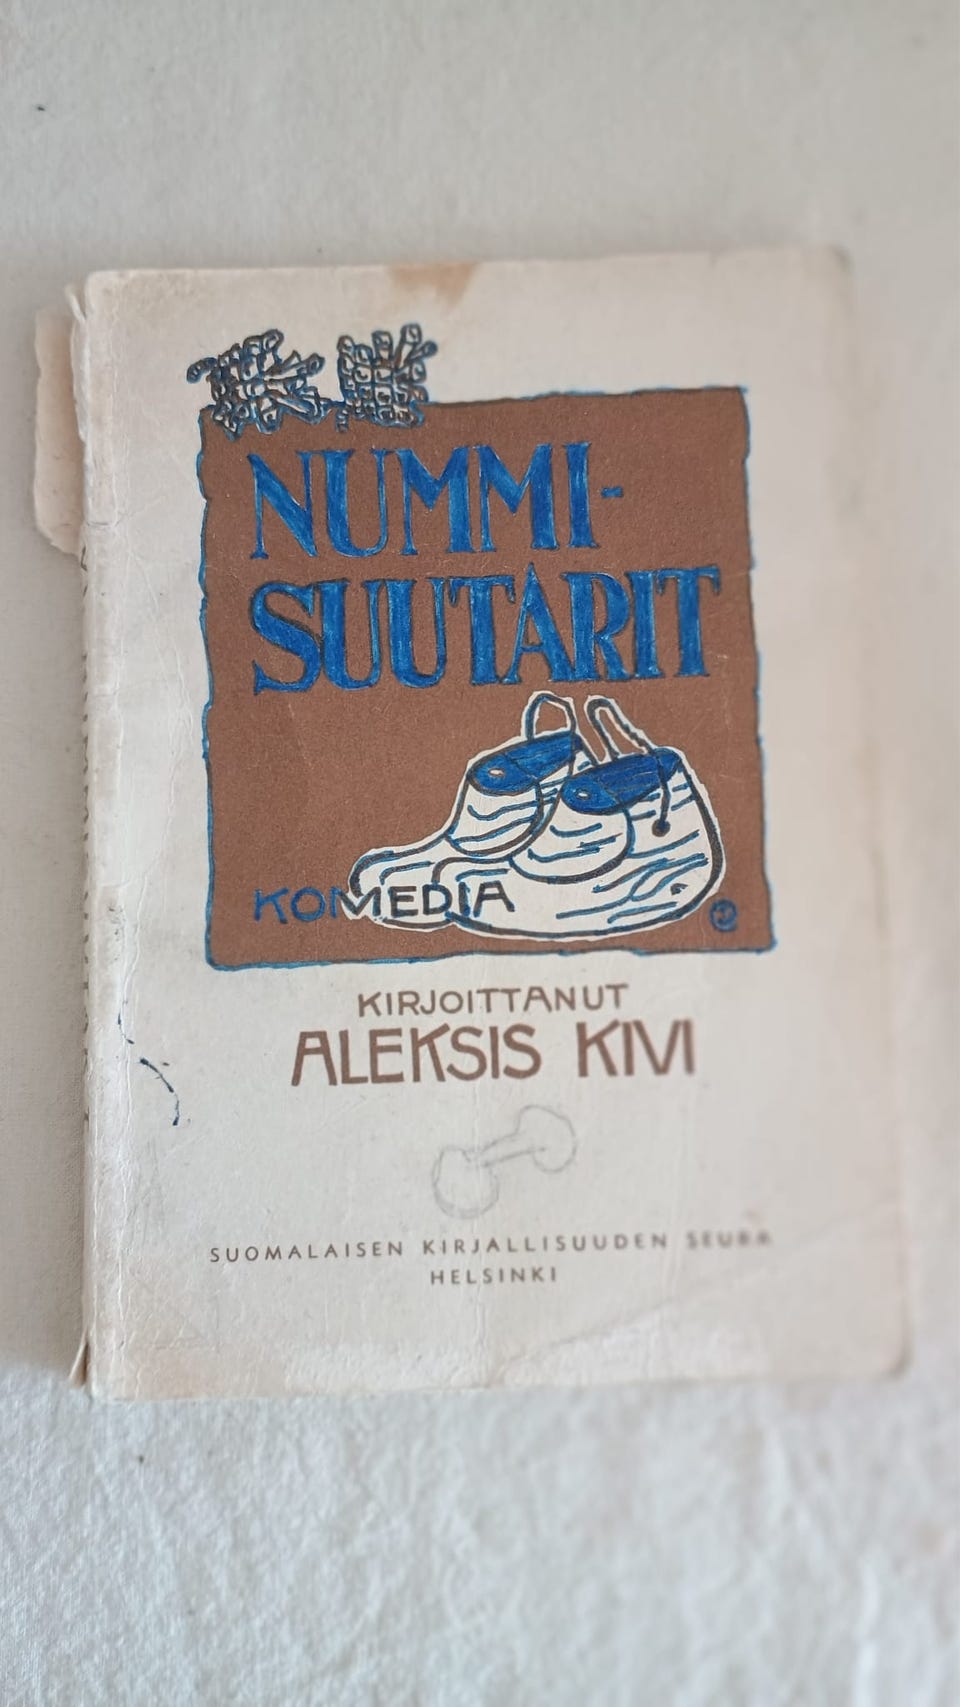 NUMMI-
SUUTARIT
KOMEDIA
KIRJOITTANUT
ALEKSIS KIVI
SUOMALAISEN KIRJALLISUUDEN SEURA
HELSINKI